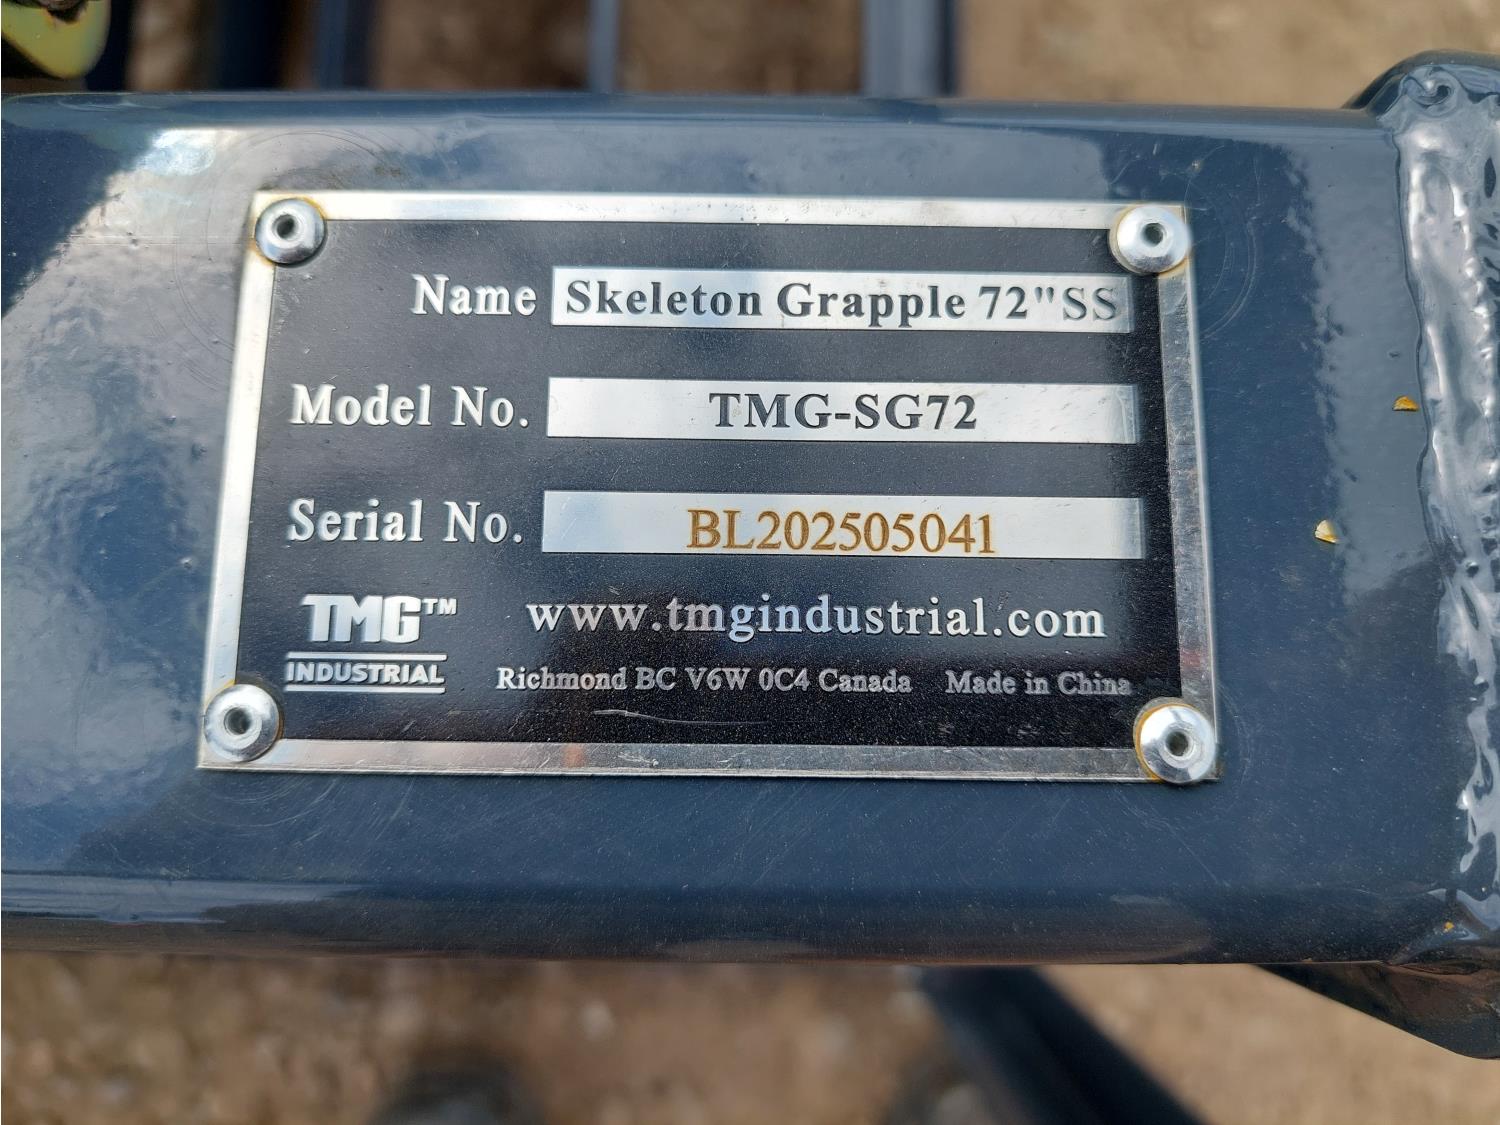 Name Skeleton Grapple 72"SS
Model No. TMG-SG72
Serial No. BL202505041
TMG™ www.tmgindustrial.com
INDUSTRIAL Richmond BC V6W 0C4 Canada Made in China